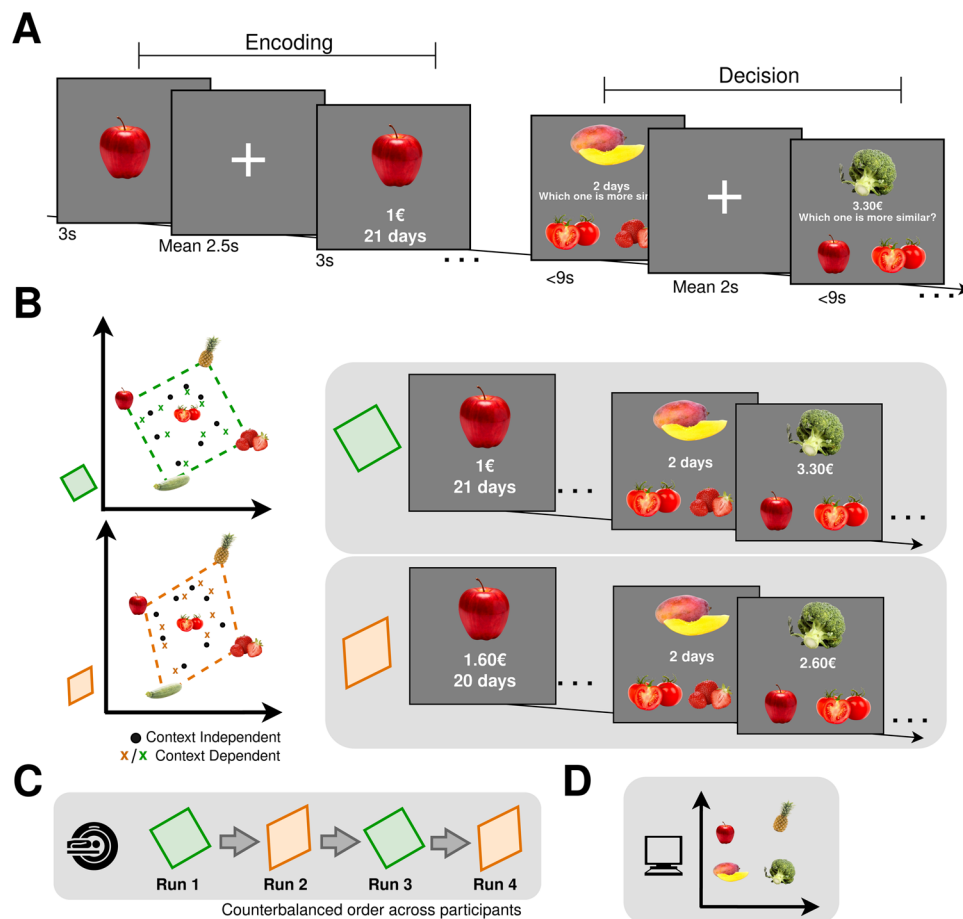 A
Encoding
Decision
3s
Mean 2.5s
1€
21 days
3s
. . .
2 days
Which one is more sir
<9s
Mean 2s
3.30€
Which one is more similar?
<9s
. . .
B
Context Independent
x/x Context Dependent
1€
21 days
. . .
2 days
3.30€
. . .
1.60€
20 days
. . .
2 days
2.60€
. . .
C
Run 1
Run 2
Run 3
Run 4
Counterbalanced order across participants
D